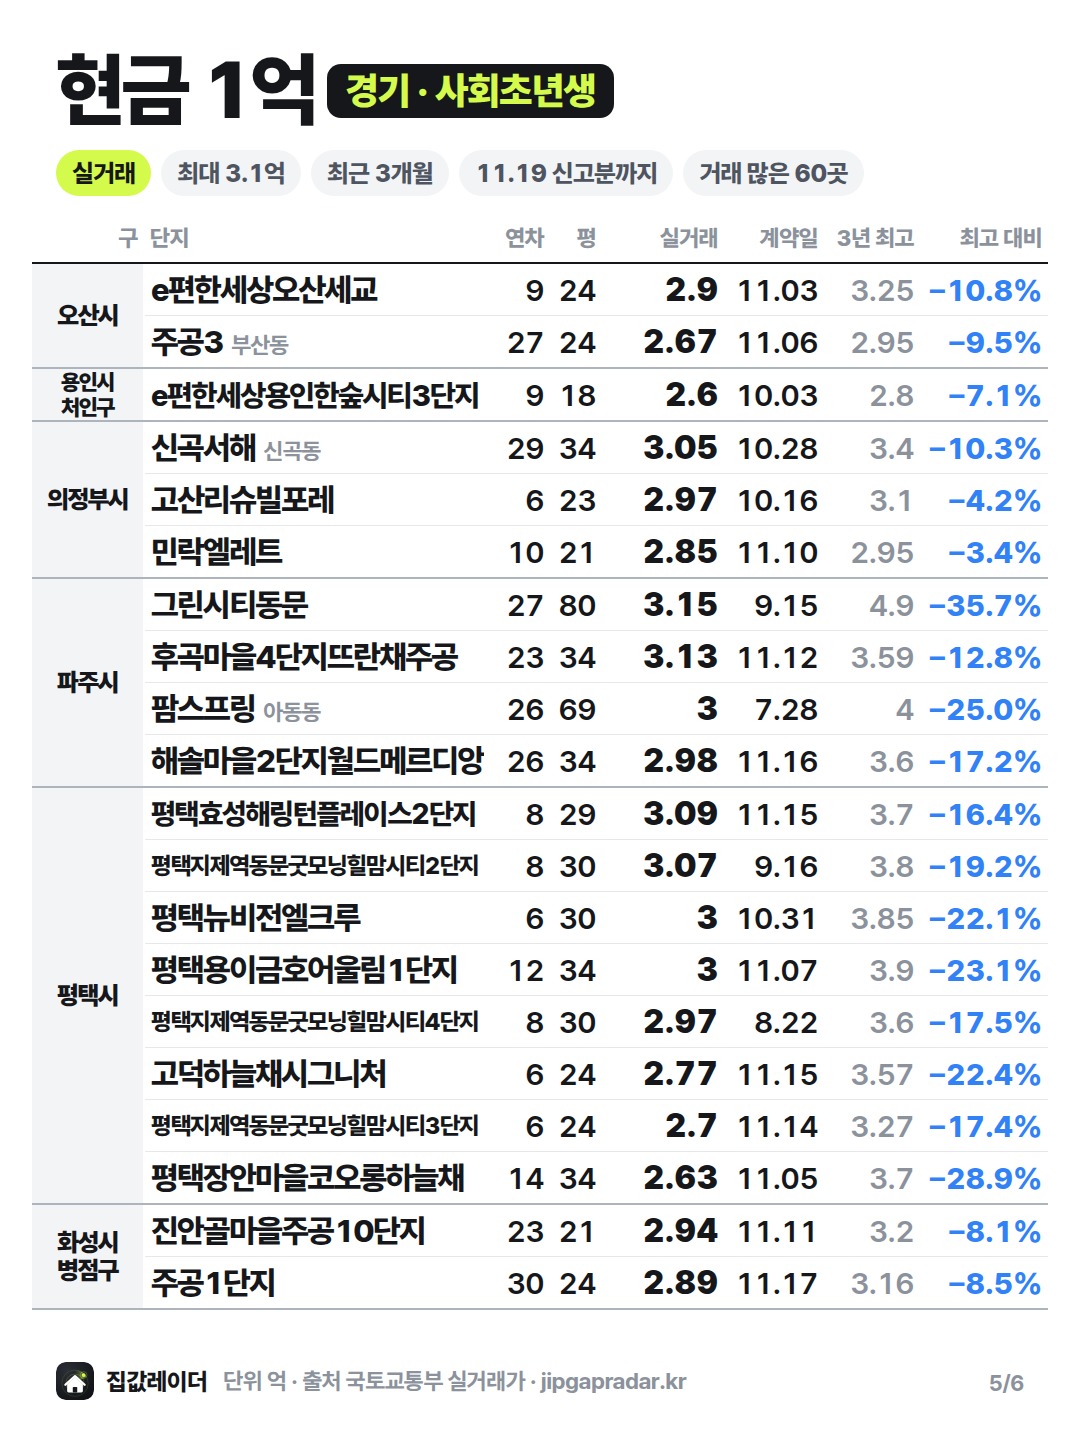 현금 1억 경기 · 사회초년생
실거래 최대 3.1억 최근 3개월 11.19 신고분까지 거래 많은 60곳
구 단지 연차 평 실거래 계약일 3년 최고 최고 대비
오산시
e편한세상오산세교 9 24 2.9 11.03 3.25 −10.8%
주공3 부산동 27 24 2.67 11.06 2.95 −9.5%
용인시
처인구
e편한세상용인한숲시티3단지 9 18 2.6 10.03 2.8 −7.1%
의정부시
신곡서해 신곡동 29 34 3.05 10.28 3.4 −10.3%
고산리슈빌포레 6 23 2.97 10.16 3.1 −4.2%
민락엘레트 10 21 2.85 11.10 2.95 −3.4%
파주시
그린시티동문 27 80 3.15 9.15 4.9 −35.7%
후곡마을4단지뜨란채주공 23 34 3.13 11.12 3.59 −12.8%
팜스프링 아동동 26 69 3 7.28 4 −25.0%
해솔마을2단지월드메르디앙 26 34 2.98 11.16 3.6 −17.2%
평택시
평택효성해링턴플레이스2단지 8 29 3.09 11.15 3.7 −16.4%
평택지제역동문굿모닝힐맘시티2단지 8 30 3.07 9.16 3.8 −19.2%
평택뉴비전엘크루 6 30 3 10.31 3.85 −22.1%
평택용이금호어울림1단지 12 34 3 11.07 3.9 −23.1%
평택지제역동문굿모닝힐맘시티4단지 8 30 2.97 8.22 3.6 −17.5%
고덕하늘채시그니처 6 24 2.77 11.15 3.57 −22.4%
평택지제역동문굿모닝힐맘시티3단지 6 24 2.7 11.14 3.27 −17.4%
평택장안마을코오롱하늘채 14 34 2.63 11.05 3.7 −28.9%
화성시
병점구
진안골마을주공10단지 23 21 2.94 11.11 3.2 −8.1%
주공1단지 30 24 2.89 11.17 3.16 −8.5%
집값레이더 단위 억 · 출처 국토교통부 실거래가 · jipgapradar.kr 5/6